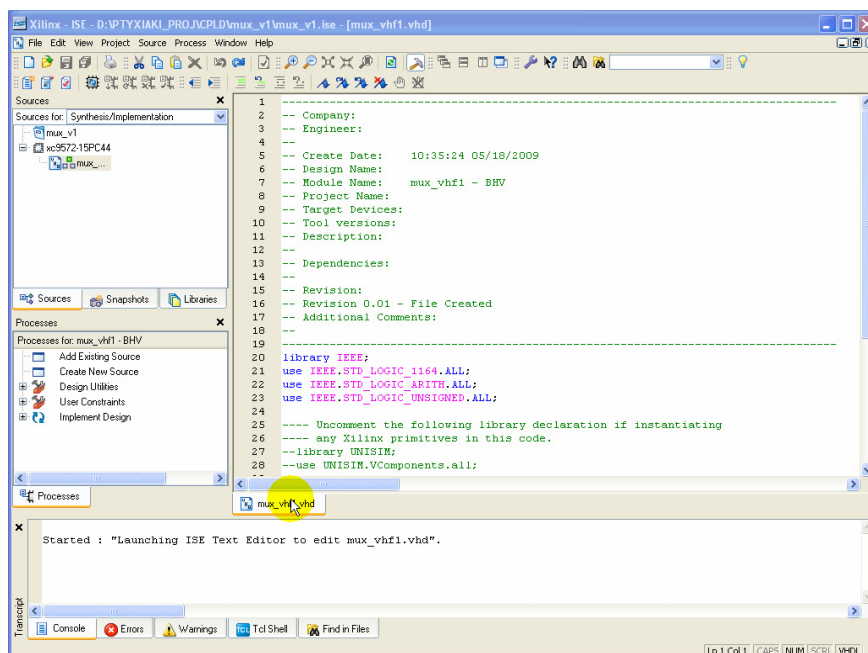 Xilinx - ISE - D:\PTYXIAKI_PROJ\CPLD\mux_v1\mux_v1.ise - [mux_vhf1.vhd]
File Edit View Project Source Process Window Help
Sources
Sources for: Synthesis/Implementation
mux_v1
xc9572-15PC44
mux_...
Sources Snapshots Libraries
Processes
Processes for: mux_vhf1 - BHV
Add Existing Source
Create New Source
Design Utilities
User Constraints
Implement Design
Processes
1 --------------------------------------------------------------------------------
2 -- Company:
3 -- Engineer:
4 --
5 -- Create Date: 10:35:24 05/18/2009
6 -- Design Name:
7 -- Module Name: mux_vhf1 - BHV
8 -- Project Name:
9 -- Target Devices:
10 -- Tool versions:
11 -- Description:
12 --
13 -- Dependencies:
14 --
15 -- Revision:
16 -- Revision 0.01 - File Created
17 -- Additional Comments:
18 --
19 --------------------------------------------------------------------------------
20 library IEEE;
21 use IEEE.STD_LOGIC_1164.ALL;
22 use IEEE.STD_LOGIC_ARITH.ALL;
23 use IEEE.STD_LOGIC_UNSIGNED.ALL;
24
25 ---- Uncomment the following library declaration if instantiating
26 ---- any Xilinx primitives in this code.
27 --library UNISIM;
28 --use UNISIM.VComponents.all;
mux_vhf1.vhd
Started : "Launching ISE Text Editor to edit mux_vhf1.vhd".
Transcript
Console Errors Warnings Tcl Shell Find in Files
Ln 1 Col 1 CAPS NUM SCRL VHDL